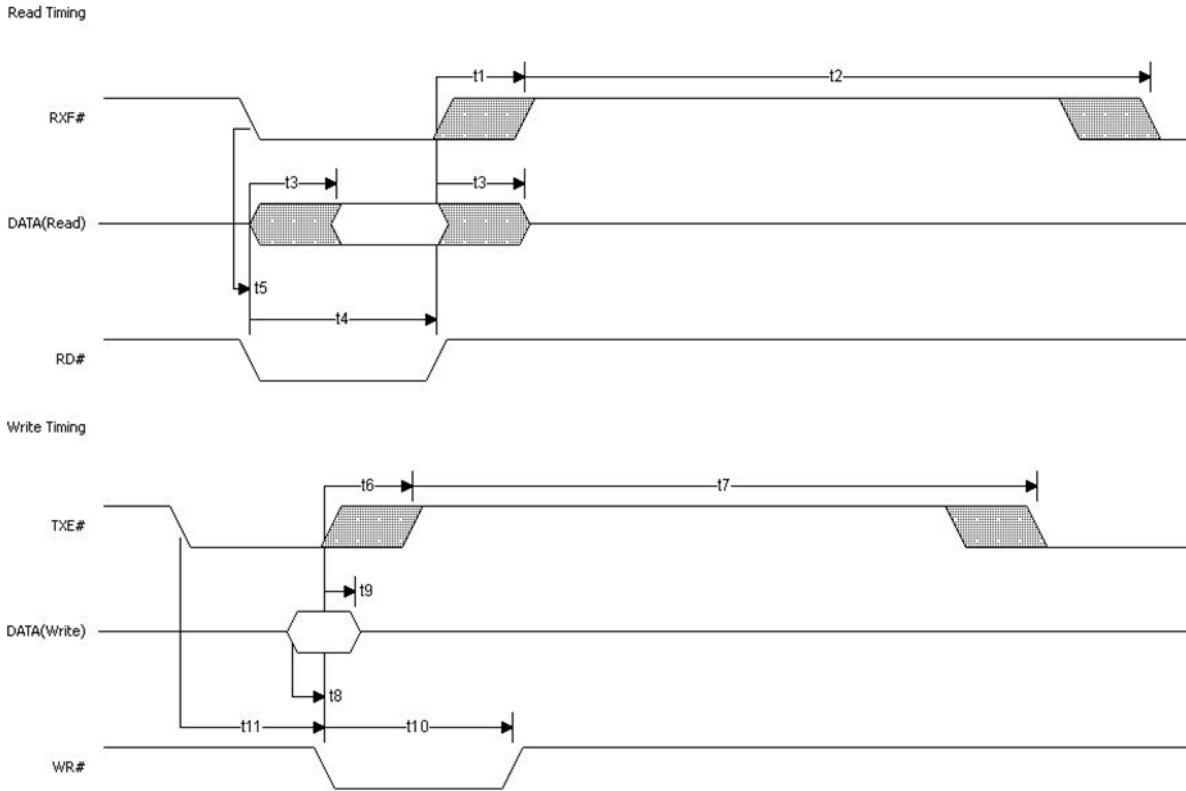 Read Timing
t1
t2
RXF#
t3
t3
DATA(Read)
t5
t4
RD#
Write Timing
t6
t7
TXE#
t9
DATA(Write)
t8
t11
t10
WR#